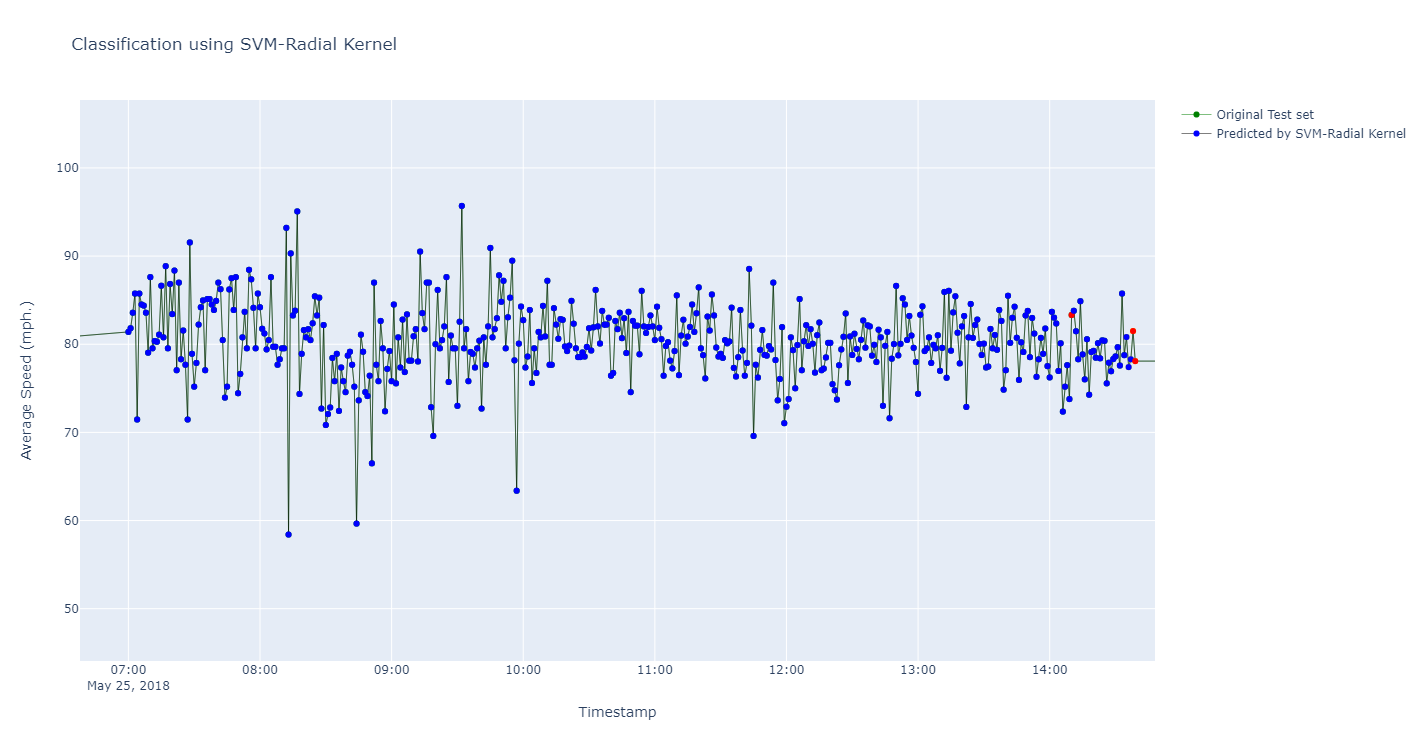 Classification using SVM-Radial Kernel
Original Test set
Predicted by SVM-Radial Kernel
Average Speed (mph.)
100
90
80
70
60
50
07:00
May 25, 2018
08:00
09:00
10:00
11:00
12:00
13:00
14:00
Timestamp